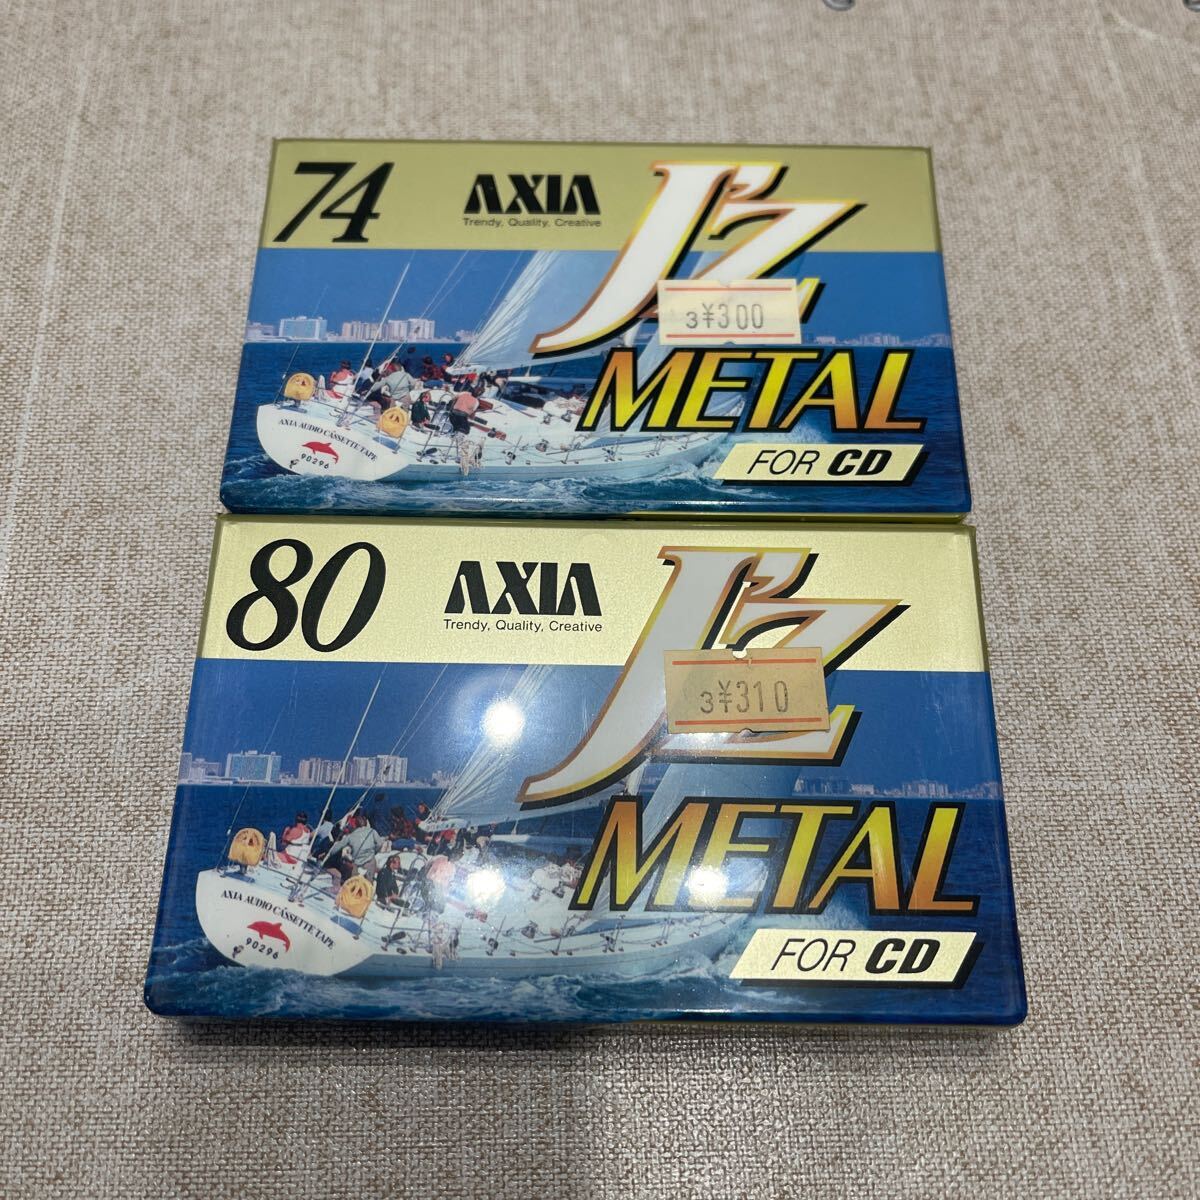 74
AXIA
Trendy, Quality, Creative
J'z
3¥300
METAL
FOR CD
AXIA AUDIO CASSETTE TAPE
90296
80
AXIA
Trendy, Quality, Creative
J'z
3¥310
METAL
FOR CD
AXIA AUDIO CASSETTE TAPE
90296